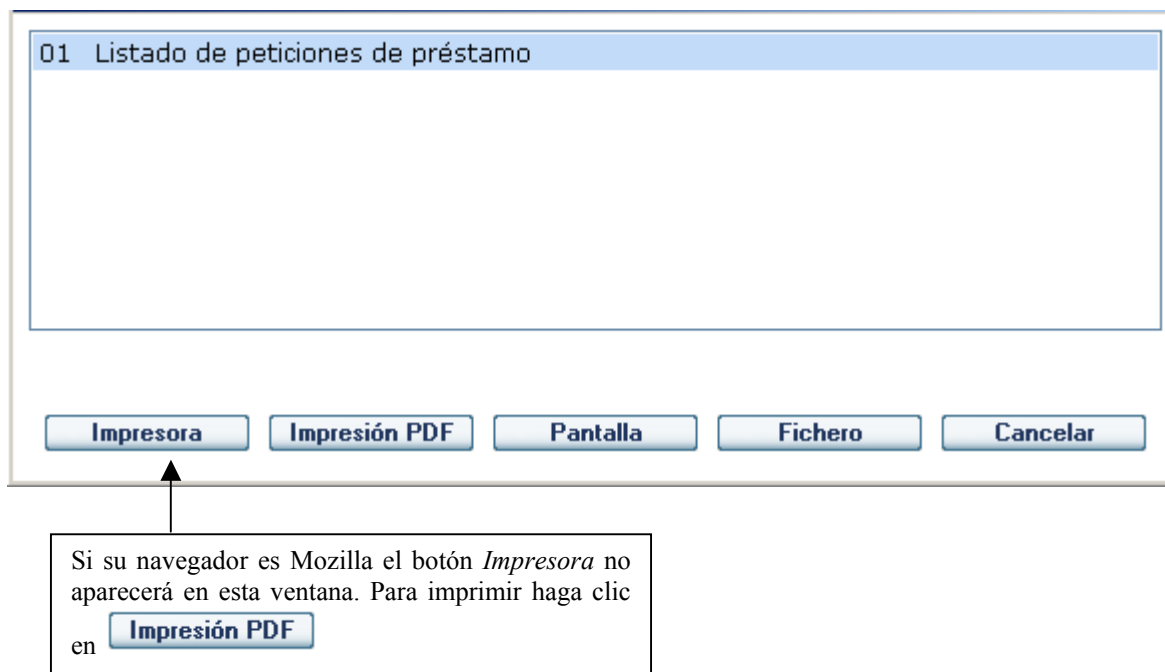 01 Listado de peticiones de préstamo
Impresora Impresión PDF Pantalla Fichero Cancelar
Si su navegador es Mozilla el botón Impresora no
aparecerá en esta ventana. Para imprimir haga clic
en Impresión PDF